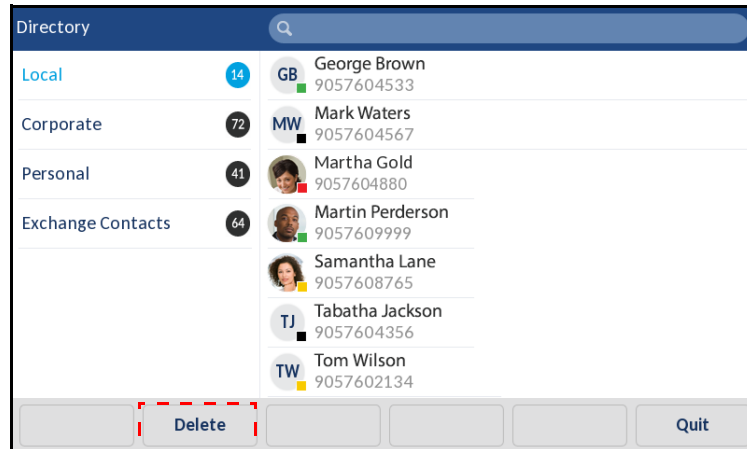 Directory
Local 14
Corporate 72
Personal 41
Exchange Contacts 64
GB George Brown
9057604533
MW Mark Waters
9057604567
Martha Gold
9057604880
Martin Perderson
9057609999
Samantha Lane
9057608765
TJ Tabatha Jackson
9057604356
TW Tom Wilson
9057602134
Delete Quit